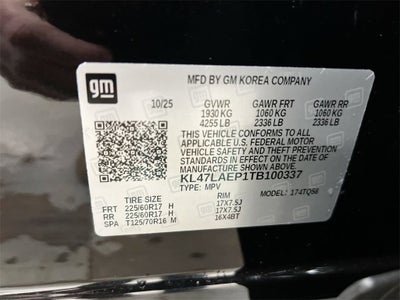 gm
MFD BY GM KOREA COMPANY
10/25 GVWR GAWR FRT GAWR RR
1930 KG 1060 KG 1060 KG
4255 LB 2336 LB 2336 LB
THIS VEHICLE CONFORMS TO ALL
APPLICABLE U.S. FEDERAL MOTOR
VEHICLE SAFETY AND THEFT PREVENTION
STANDARDS IN EFFECT ON THE DATE OF
MANUFACTURE SHOWN ABOVE.
KL47LAEP1TB100337
TYPE: MPV MODEL: 1TQ56
TIRE SIZE RIM
FRT 225/60R17 H 17X7.5J
RR 225/60R17 H 17X7.5J
SPA T125/70R16 M 16X4BT